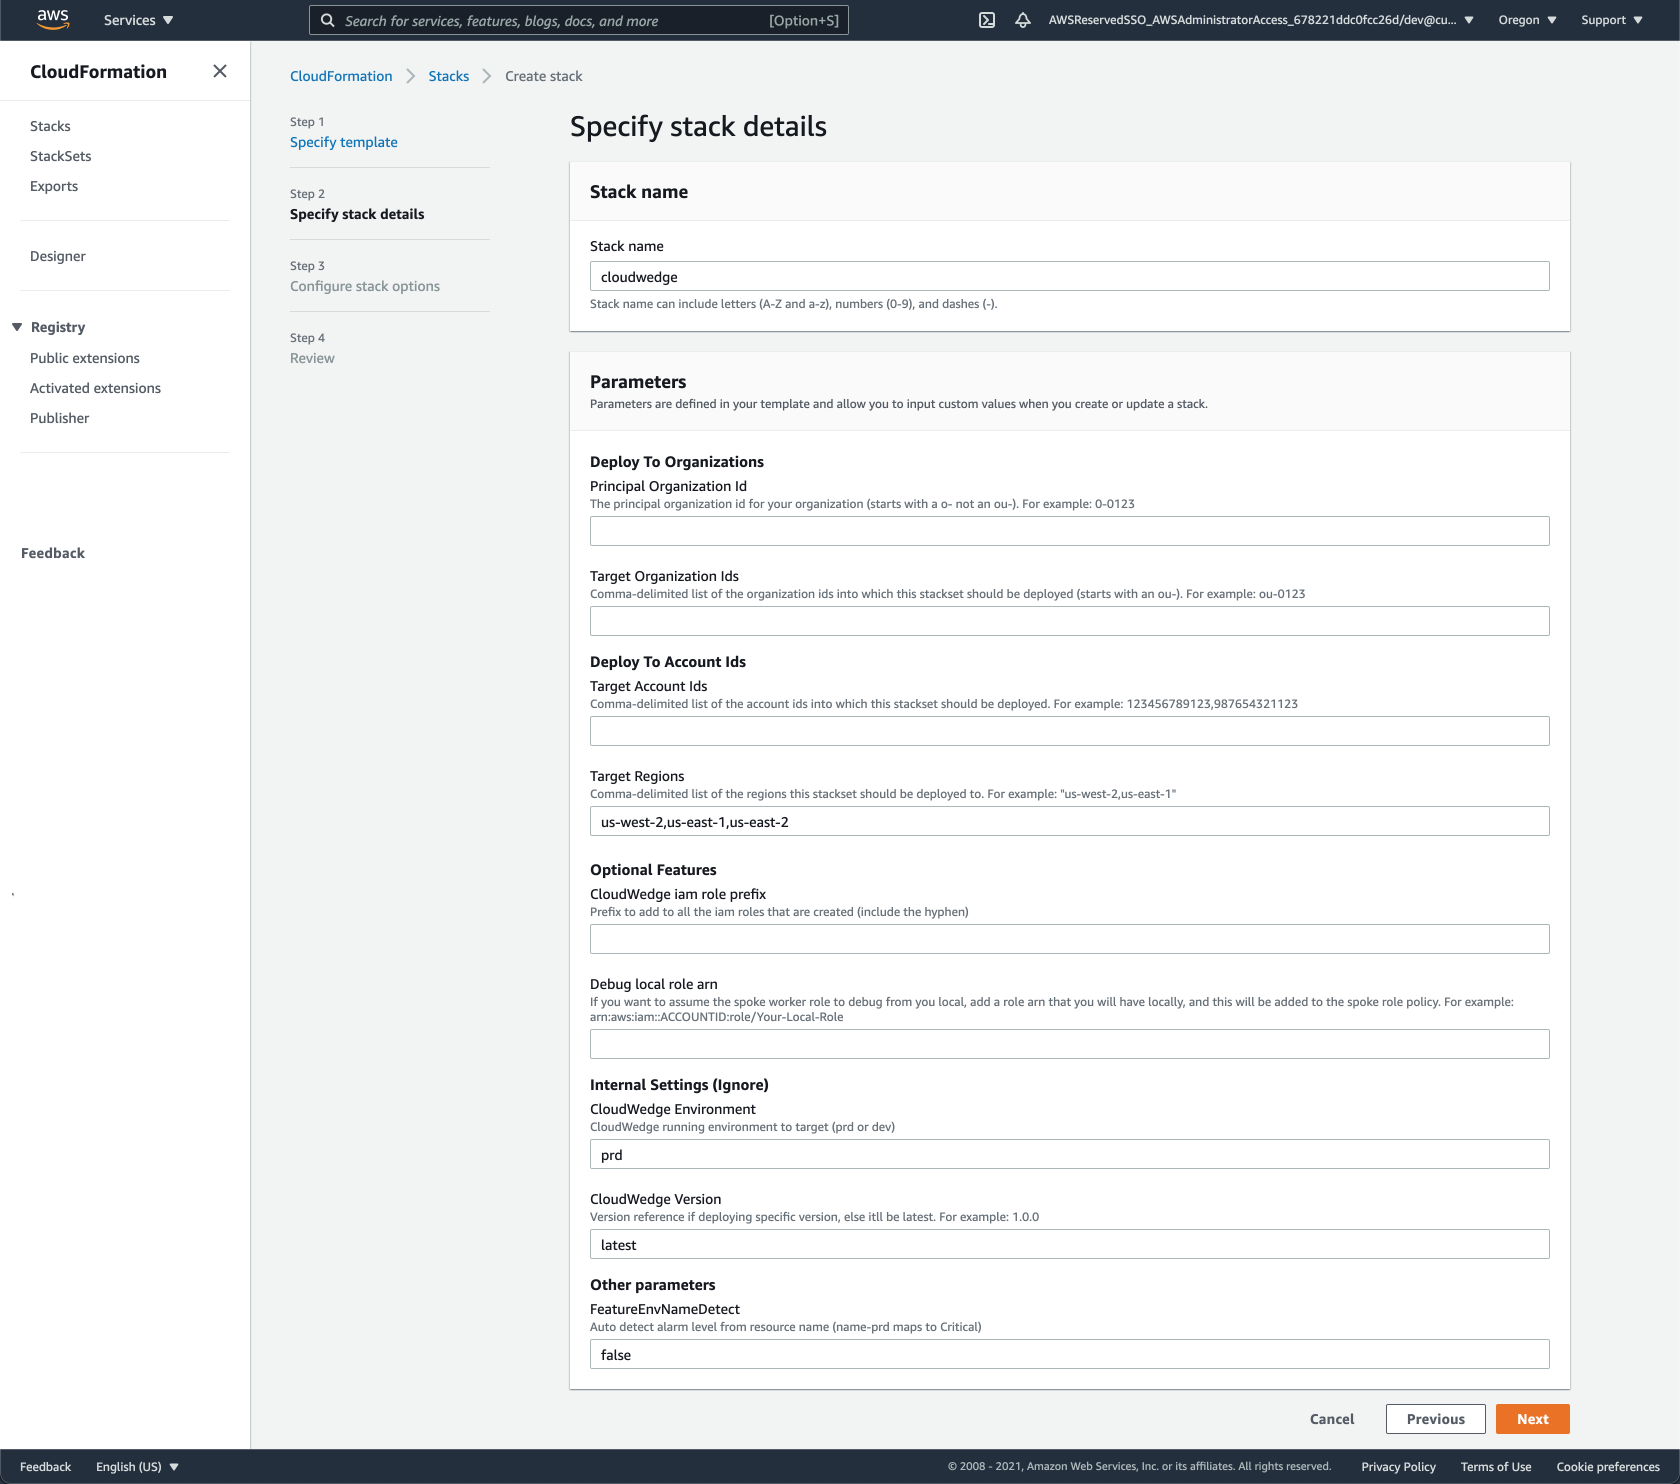 aws
Services ▼
Search for services, features, blogs, docs, and more [Option+S]
AWSReservedSSO_AWSAdministratorAccess_678221ddc0fcc26d/dev@cu... ▼
Oregon ▼
Support ▼
CloudFormation
Stacks
StackSets
Exports
Designer
▼ Registry
Public extensions
Activated extensions
Publisher
Feedback
CloudFormation > Stacks > Create stack
Step 1
Specify template
Step 2
Specify stack details
Step 3
Configure stack options
Step 4
Review
Specify stack details
Stack name
Stack name
cloudwedge
Stack name can include letters (A-Z and a-z), numbers (0-9), and dashes (-).
Parameters
Parameters are defined in your template and allow you to input custom values when you create or update a stack.
Deploy To Organizations
Principal Organization Id
The principal organization id for your organization (starts with a o- not an ou-). For example: 0-0123
Target Organization Ids
Comma-delimited list of the organization ids into which this stackset should be deployed (starts with an ou-). For example: ou-0123
Deploy To Account Ids
Target Account Ids
Comma-delimited list of the account ids into which this stackset should be deployed. For example: 123456789123,987654321123
Target Regions
Comma-delimited list of the regions this stackset should be deployed to. For example: "us-west-2,us-east-1"
us-west-2,us-east-1,us-east-2
Optional Features
CloudWedge iam role prefix
Prefix to add to all the iam roles that are created (include the hyphen)
Debug local role arn
If you want to assume the spoke worker role to debug from you local, add a role arn that you will have locally, and this will be added to the spoke role policy. For example:
arn:aws:iam::ACCOUNTID:role/Your-Local-Role
Internal Settings (Ignore)
CloudWedge Environment
CloudWedge running environment to target (prd or dev)
prd
CloudWedge Version
Version reference if deploying specific version, else itll be latest. For example: 1.0.0
latest
Other parameters
FeatureEnvNameDetect
Auto detect alarm level from resource name (name-prd maps to Critical)
false
Cancel
Previous
Next
Feedback
English (US) ▼
© 2008 - 2021, Amazon Web Services, Inc. or its affiliates. All rights reserved.
Privacy Policy
Terms of Use
Cookie preferences